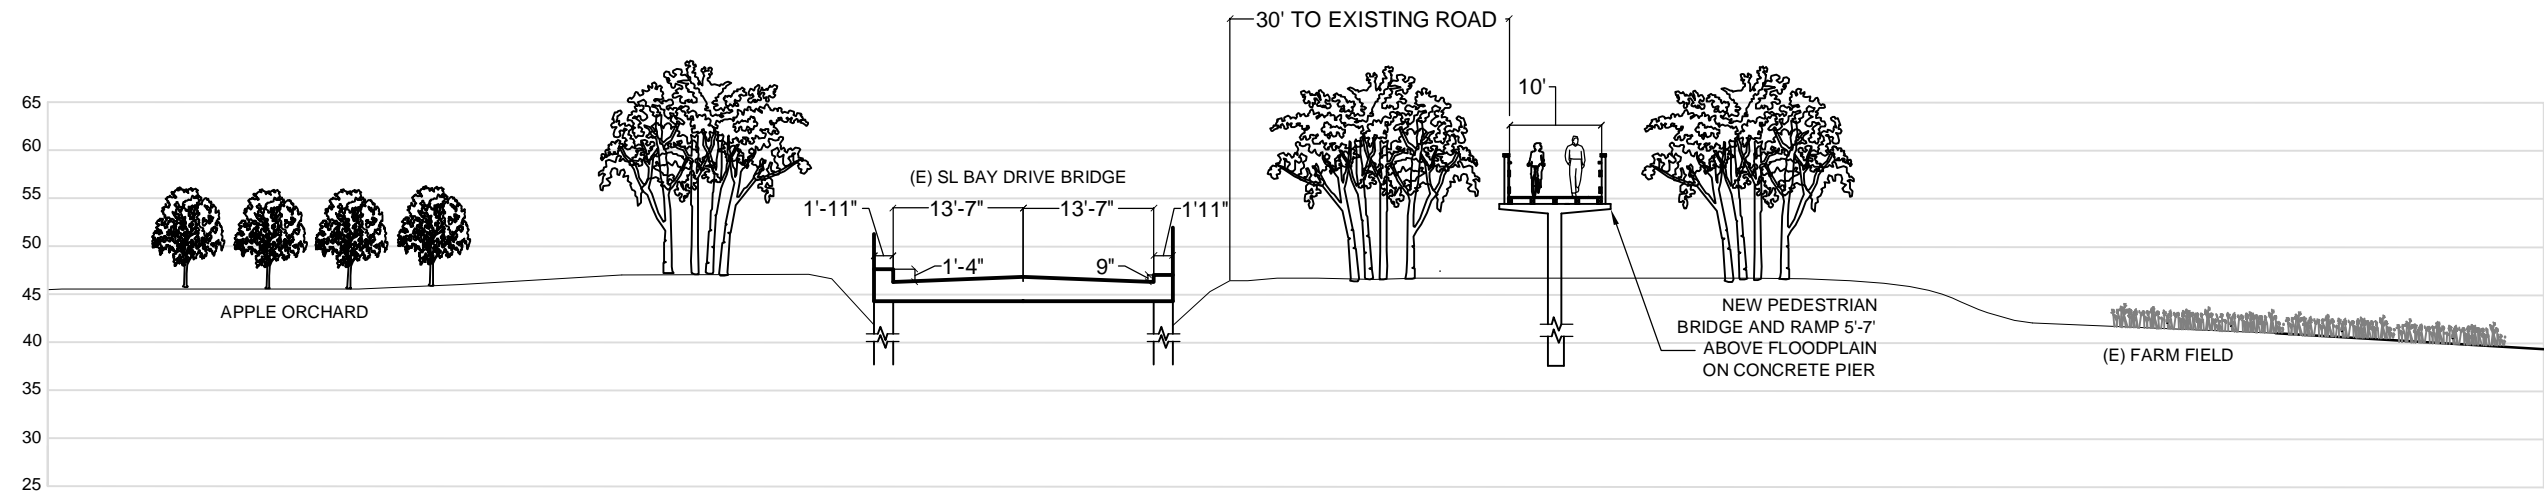 30' TO EXISTING ROAD
10'
65
60
55
50
45
40
35
30
25
(E) SL BAY DRIVE BRIDGE
1'-11"
13'-7"
13'-7"
1'11"
1'-4"
9"
APPLE ORCHARD
NEW PEDESTRIAN
BRIDGE AND RAMP 5'-7'
ABOVE FLOODPLAIN
ON CONCRETE PIER
(E) FARM FIELD